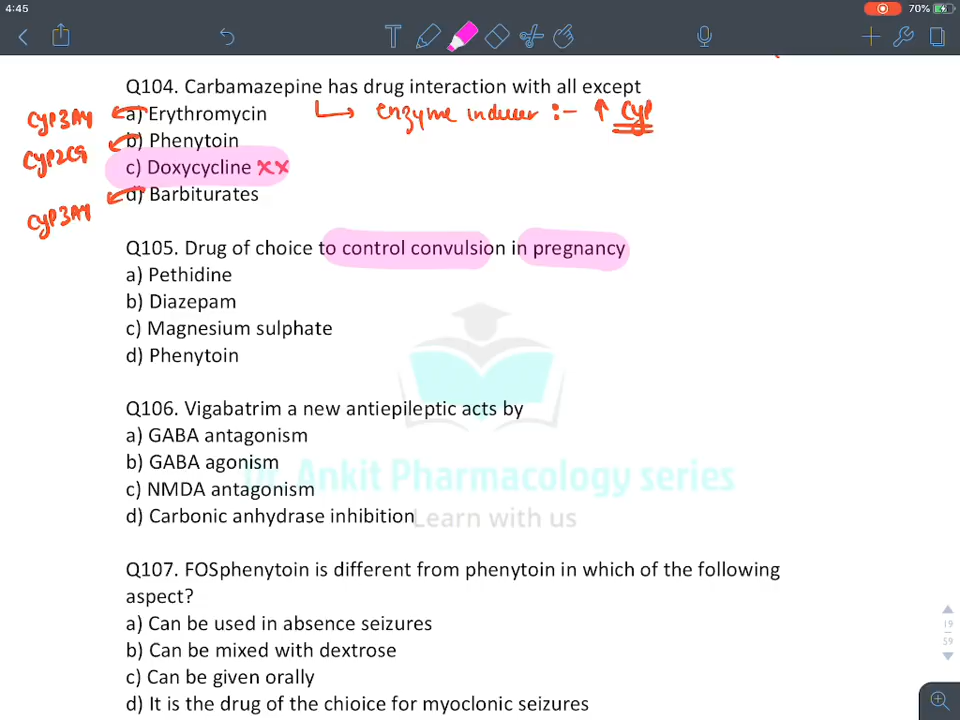 4:45
70%
Q104. Carbamazepine has drug interaction with all except
CYP3A4 a) Erythromycin enzyme inducer :- ↑ CYP
CYP2C9 b) Phenytoin
c) Doxycycline xx
CYP3A4 d) Barbiturates
Q105. Drug of choice to control convulsion in pregnancy
a) Pethidine
b) Diazepam
c) Magnesium sulphate
d) Phenytoin
Q106. Vigabatrim a new antiepileptic acts by
a) GABA antagonism
b) GABA agonism
Dr. Ankit Pharmacology series
c) NMDA antagonism
d) Carbonic anhydrase inhibition
Learn with us
Q107. FOSphenytoin is different from phenytoin in which of the following
aspect?
a) Can be used in absence seizures
b) Can be mixed with dextrose
c) Can be given orally
d) It is the drug of the chioice for myoclonic seizures
19
59